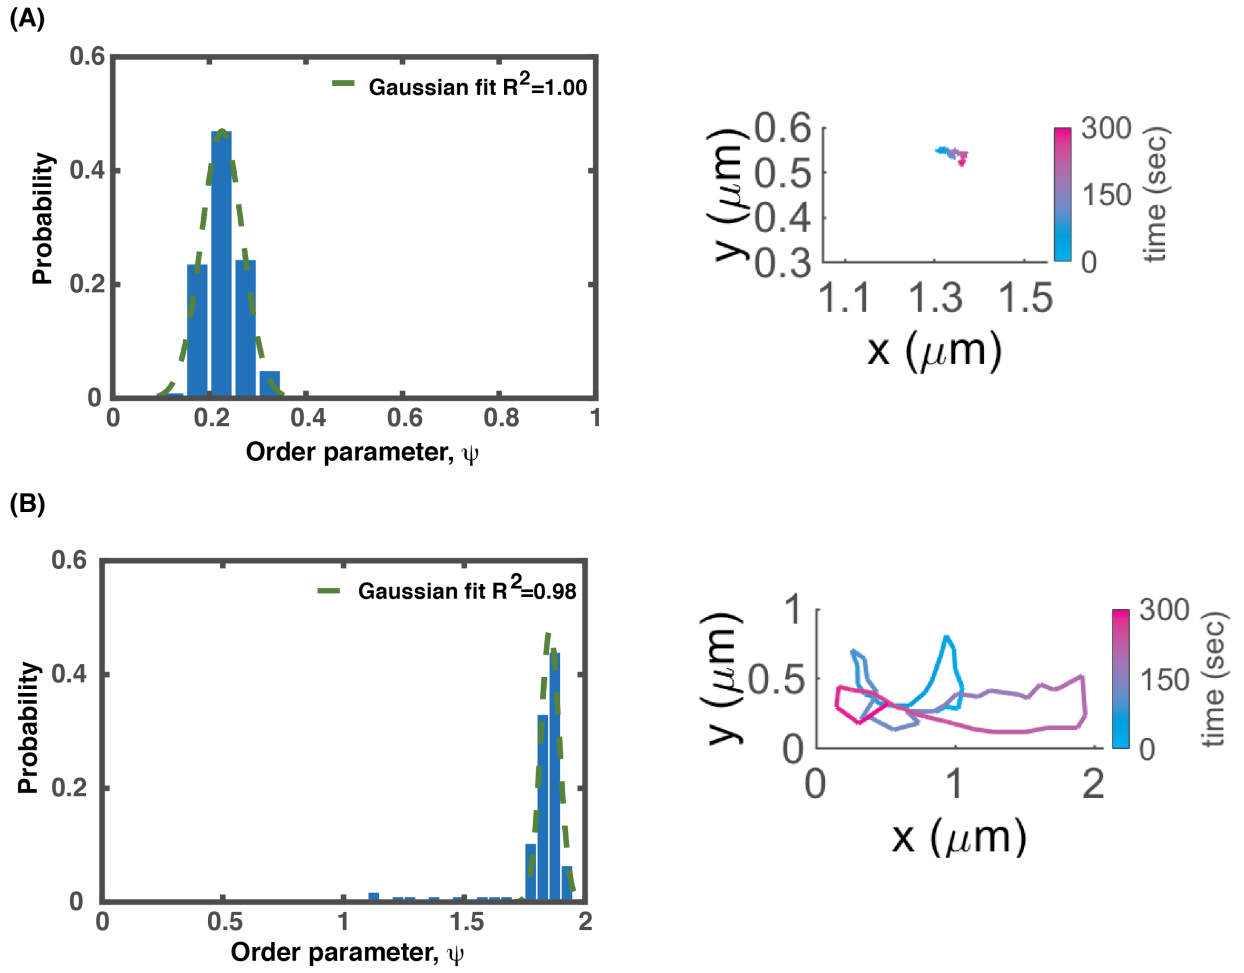 (A)
0.6
0.4
0.2
0
Probability
Gaussian fit R²=1.00
0 0.2 0.4 0.6 0.8 1
Order parameter, ψ
0.6
0.5
0.4
0.3
y (μm)
1.1 1.3 1.5
x (μm)
300
150
0
time (sec)
(B)
0.6
0.4
0.2
0
Probability
Gaussian fit R²=0.98
0 0.5 1 1.5 2
Order parameter, ψ
1
0.5
0
y (μm)
0 1 2
x (μm)
300
150
0
time (sec)